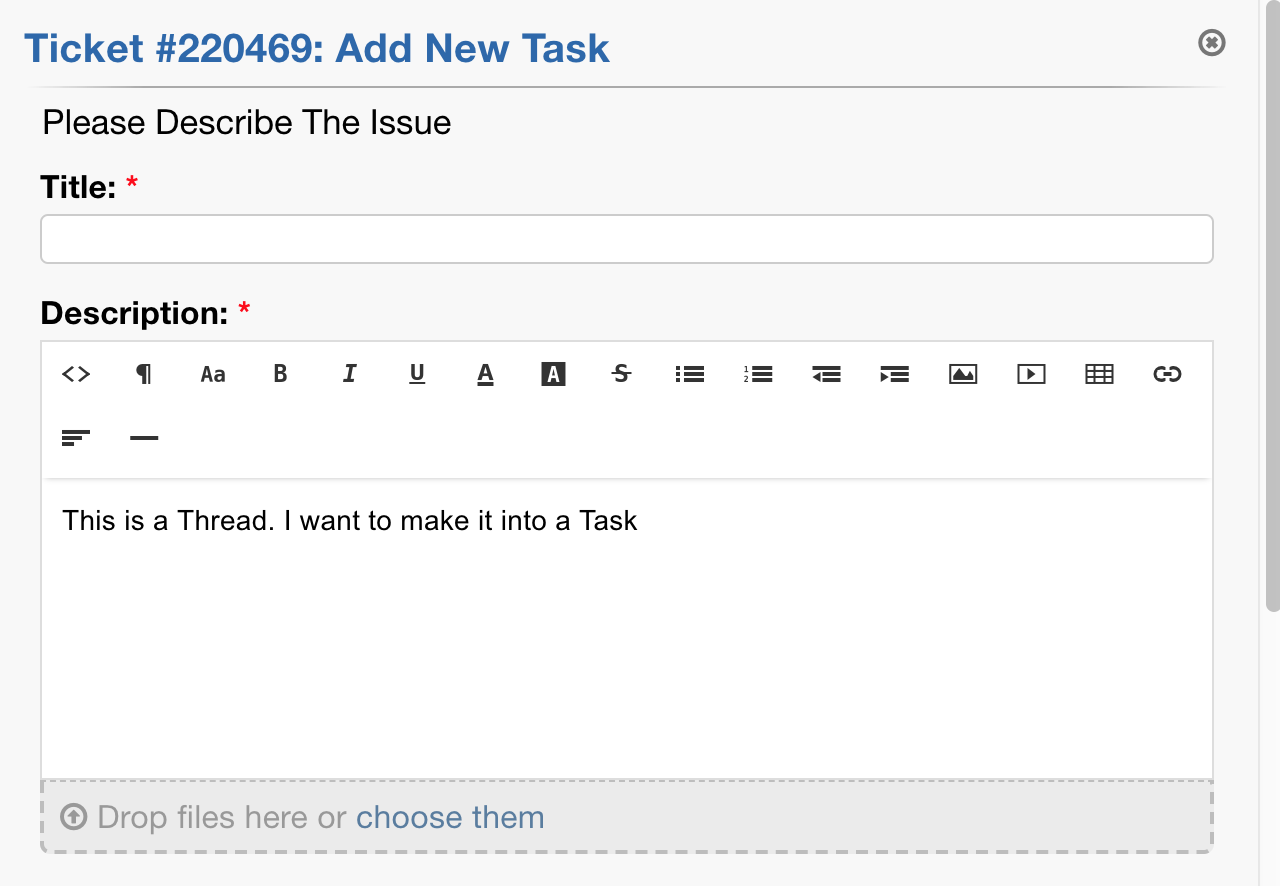 Ticket #220469: Add New Task
Please Describe The Issue
Title: *
Description: *
<> ¶ Aa B I U A A S
This is a Thread. I want to make it into a Task
Drop files here or choose them